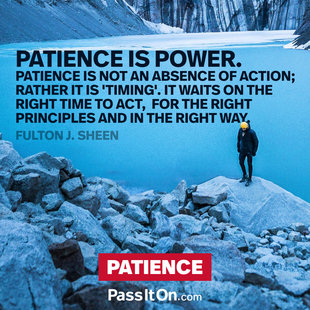 PATIENCE IS POWER.
PATIENCE IS NOT AN ABSENCE OF ACTION;
RATHER IT IS 'TIMING'. IT WAITS ON THE
RIGHT TIME TO ACT, FOR THE RIGHT
PRINCIPLES AND IN THE RIGHT WAY.
FULTON J. SHEEN
PATIENCE
PassItOn.com